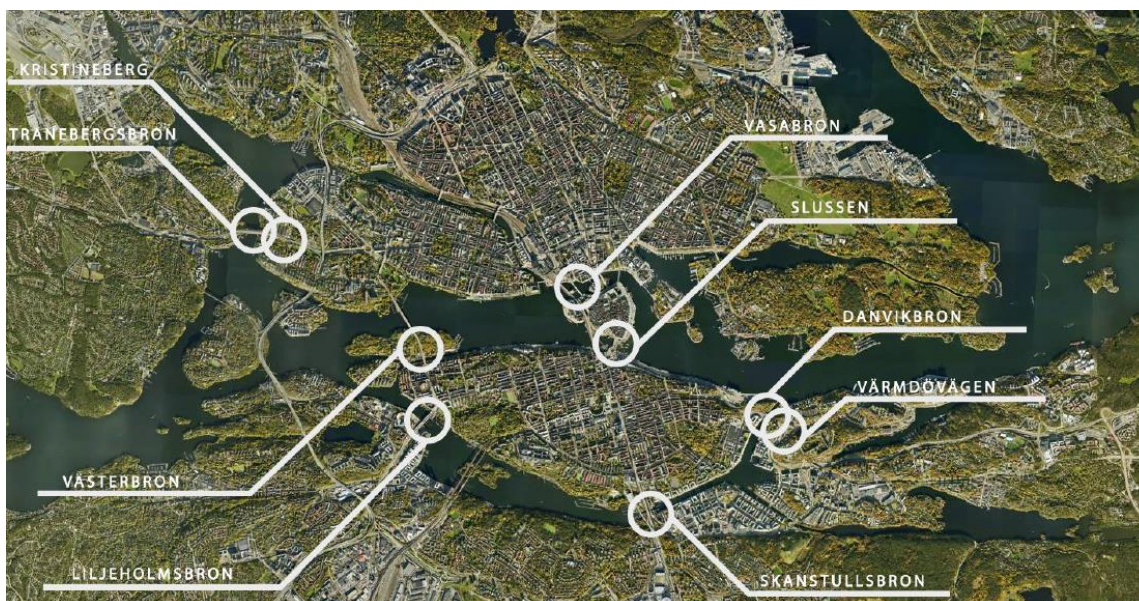 KRISTINEBERG
TRANEBERGSBRON
VASABRON
SLUSSEN
DANVIKBRON
VÄRMDÖVÄGEN
VÄSTERBRON
LILJEHOLMSBRON
SKANSTULLSBRON